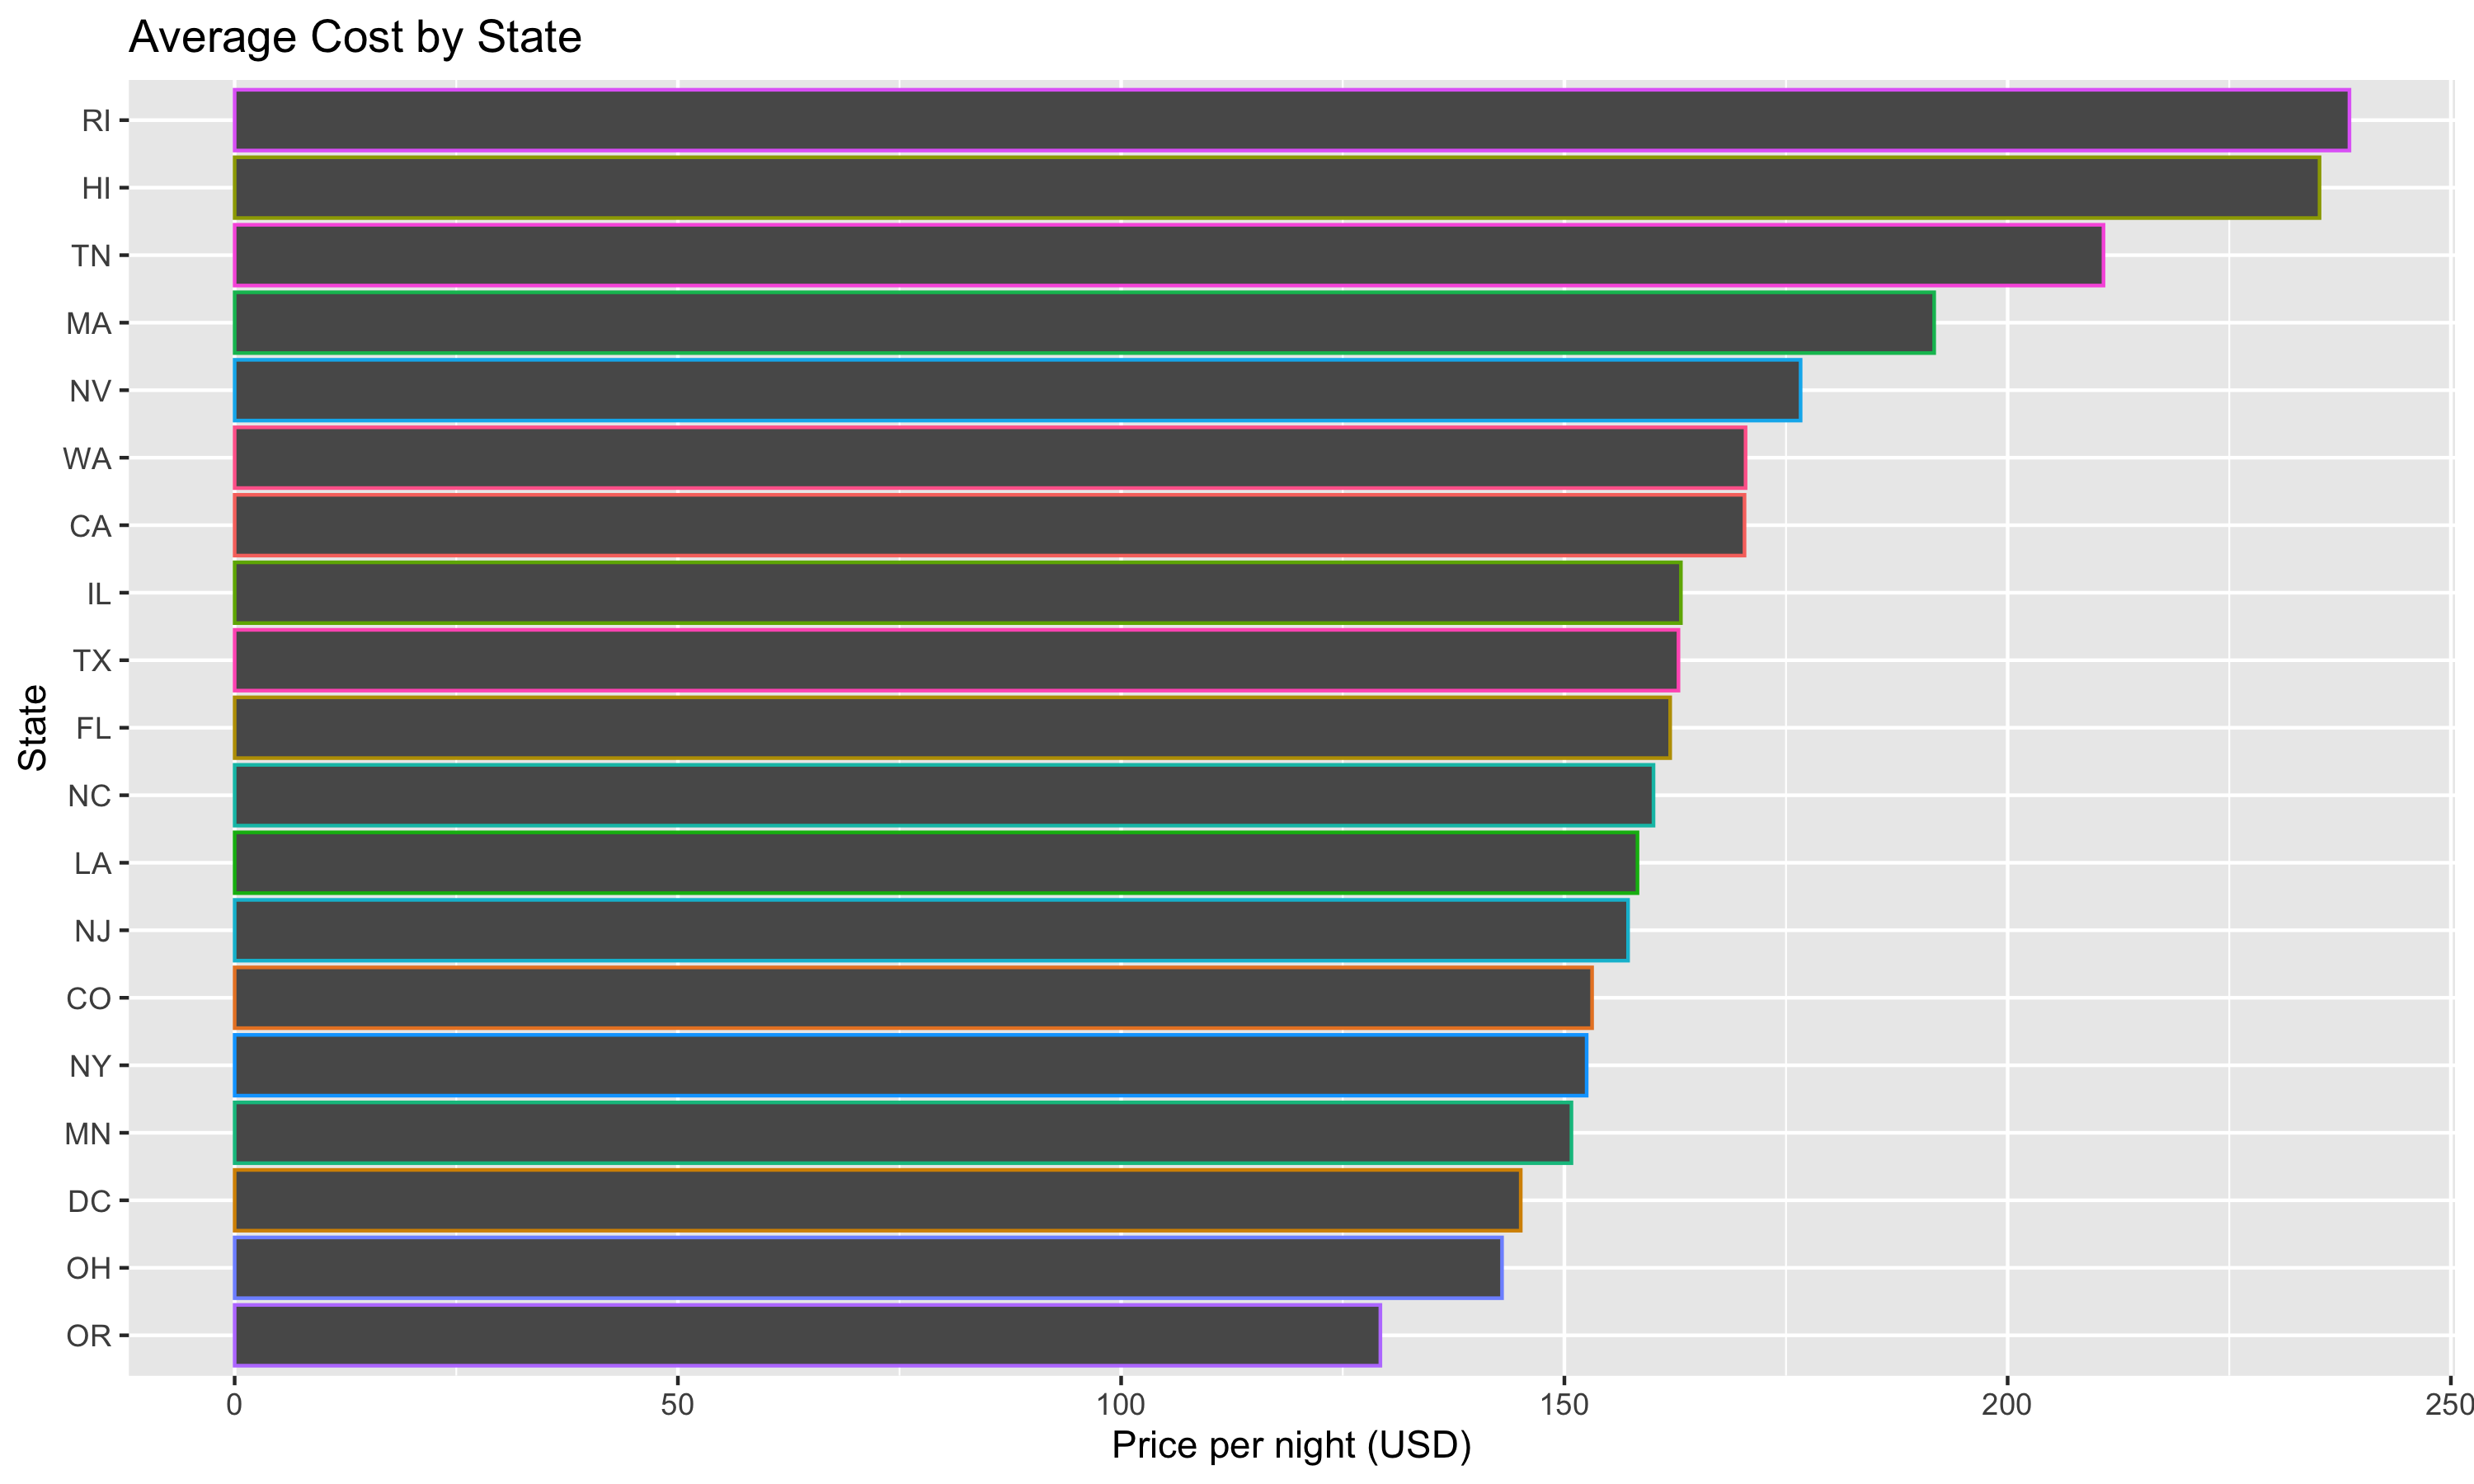 Average Cost by State
State
RI
HI
TN
MA
NV
WA
CA
IL
TX
FL
NC
LA
NJ
CO
NY
MN
DC
OH
OR
0 50 100 150 200 250
Price per night (USD)